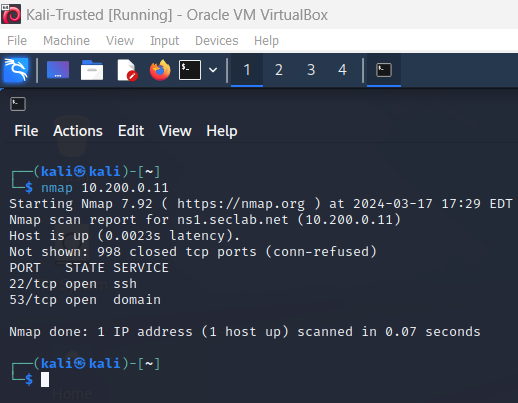 Kali-Trusted [Running] - Oracle VM VirtualBox
File Machine View Input Devices Help
1 2 3 4
File Actions Edit View Help
┌──(kali㉿kali)-[~]
└─$ nmap 10.200.0.11
Starting Nmap 7.92 ( https://nmap.org ) at 2024-03-17 17:29 EDT
Nmap scan report for ns1.seclab.net (10.200.0.11)
Host is up (0.0023s latency).
Not shown: 998 closed tcp ports (conn-refused)
PORT   STATE SERVICE
22/tcp open  ssh
53/tcp open  domain
Nmap done: 1 IP address (1 host up) scanned in 0.07 seconds
┌──(kali㉿kali)-[~]
└─$
Home